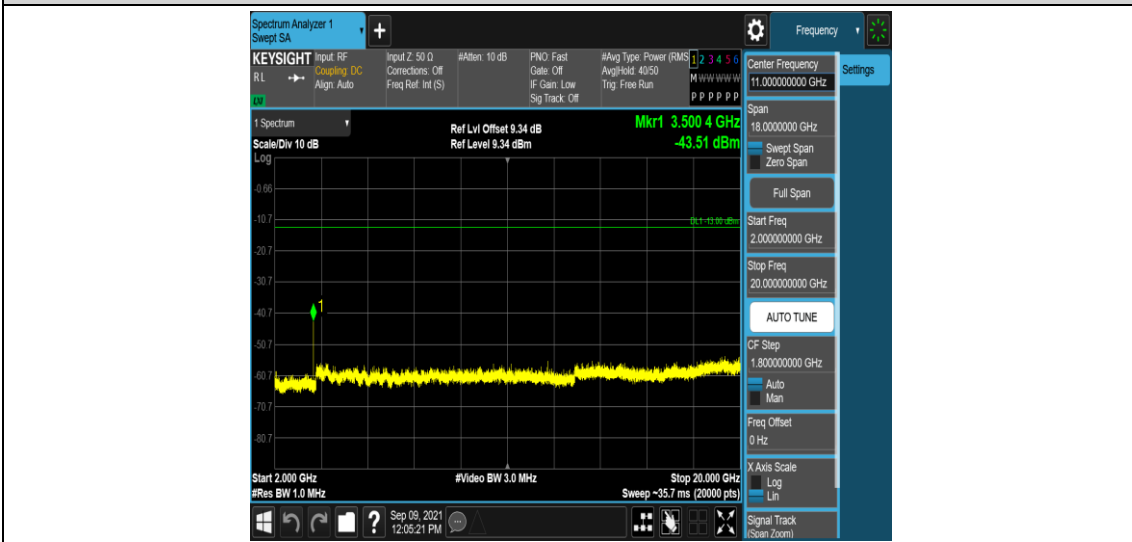 Spectrum Analyzer 1
Swept SA
+
Frequency
KEYSIGHT
RL
LXI
Input: RF
Coupling: DC
Align: Auto
Input Z: 50 Ω
Corrections: Off
Freq Ref: Int (S)
#Atten: 10 dB
PNO: Fast
Gate: Off
IF Gain: Low
Sig Track: Off
#Avg Type: Power (RMS
Avg|Hold: 40/50
Trig: Free Run
1 2 3 4 5 6
M W W W W W
P P P P P P
1 Spectrum
Scale/Div 10 dB
Log
Ref Lvl Offset 9.34 dB
Ref Level 9.34 dBm
Mkr1 3.500 4 GHz
-43.51 dBm
-0.66
-10.7
DL1 -13.00 dBm
-20.7
-30.7
-40.7
1
-50.7
-60.7
-70.7
-80.7
Start 2.000 GHz
#Res BW 1.0 MHz
#Video BW 3.0 MHz
Stop 20.000 GHz
Sweep ~35.7 ms (20000 pts)
Center Frequency
11.000000000 GHz
Settings
Span
18.0000000 GHz
Swept Span
Zero Span
Full Span
Start Freq
2.000000000 GHz
Stop Freq
20.000000000 GHz
AUTO TUNE
CF Step
1.800000000 GHz
Auto
Man
Freq Offset
0 Hz
X Axis Scale
Log
Lin
Signal Track
(Span Zoom)
?
Sep 09, 2021
12:05:21 PM